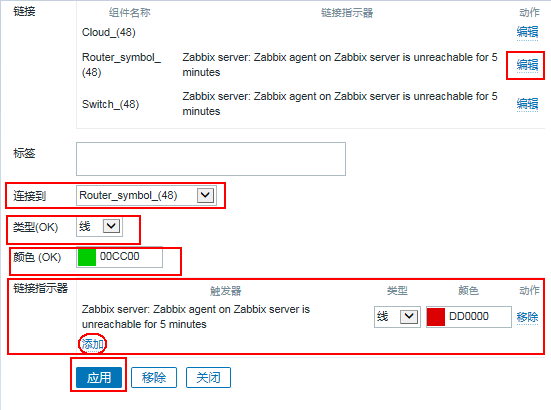 链接
组件名称 链接指示器 动作
Cloud_(48) 编辑
Router_symbol_
(48)
Zabbix server: Zabbix agent on Zabbix server is unreachable for 5
minutes
编辑
Switch_(48)
Zabbix server: Zabbix agent on Zabbix server is unreachable for 5
minutes
编辑
标签
连接到 Router_symbol_(48)
类型(OK) 线
颜色 (OK) 00CC00
链接指示器 触发器 类型 颜色 动作
Zabbix server: Zabbix agent on Zabbix server is
unreachable for 5 minutes
线 DD0000 移除
添加
应用 移除 关闭